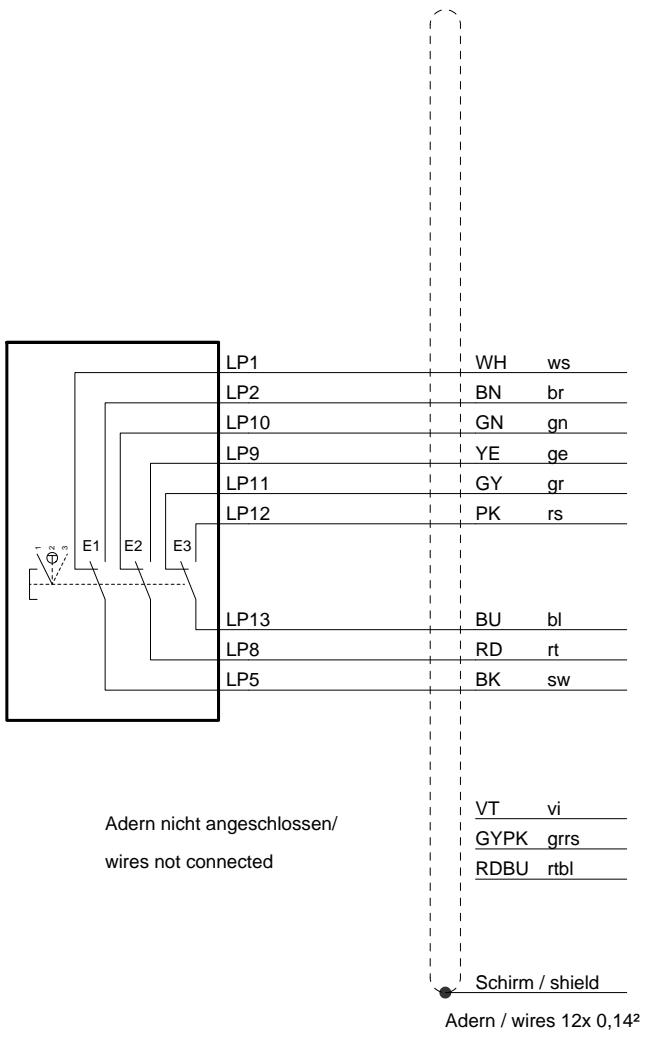 LP1 WH ws
LP2 BN br
LP10 GN gn
LP9 YE ge
LP11 GY gr
LP12 PK rs
1 2 3 E1 E2 E3
LP13 BU bl
LP8 RD rt
LP5 BK sw
VT vi
Adern nicht angeschlossen/
GYPK grrs
wires not connected
RDBU rtbl
Schirm / shield
Adern / wires 12x 0,14²